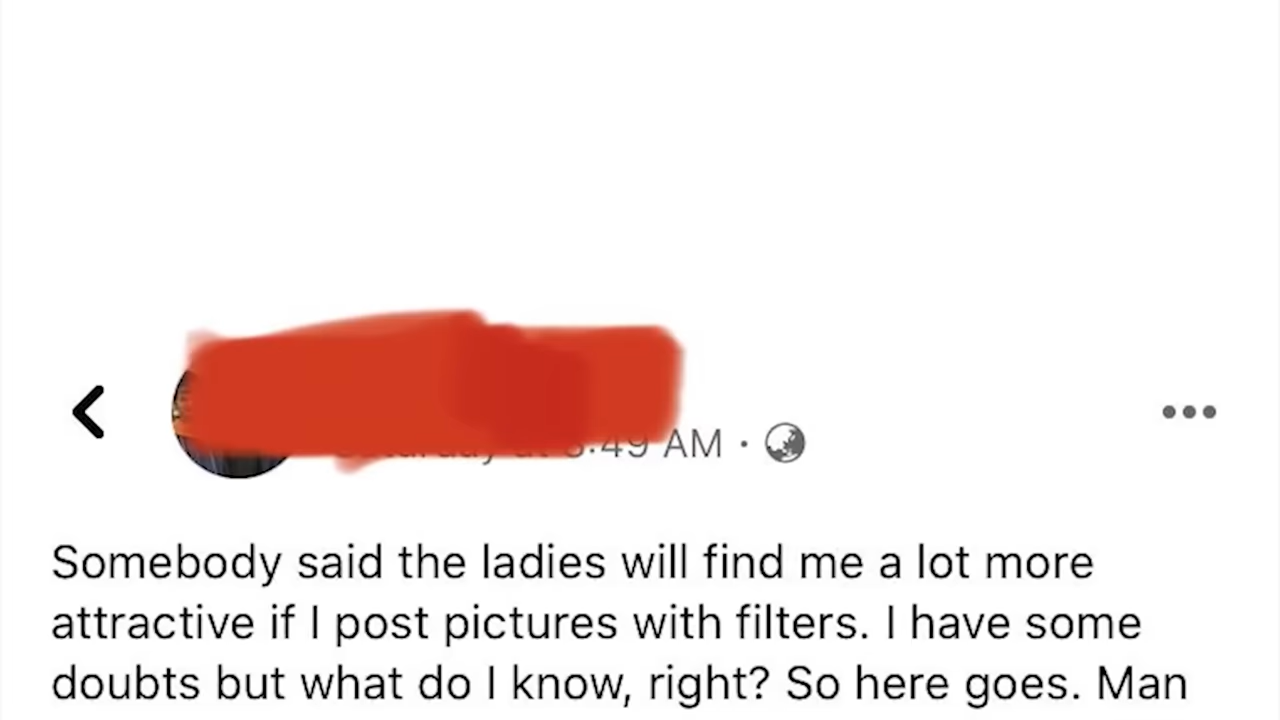 AM ·
Somebody said the ladies will find me a lot more
attractive if I post pictures with filters. I have some
doubts but what do I know, right? So here goes. Man